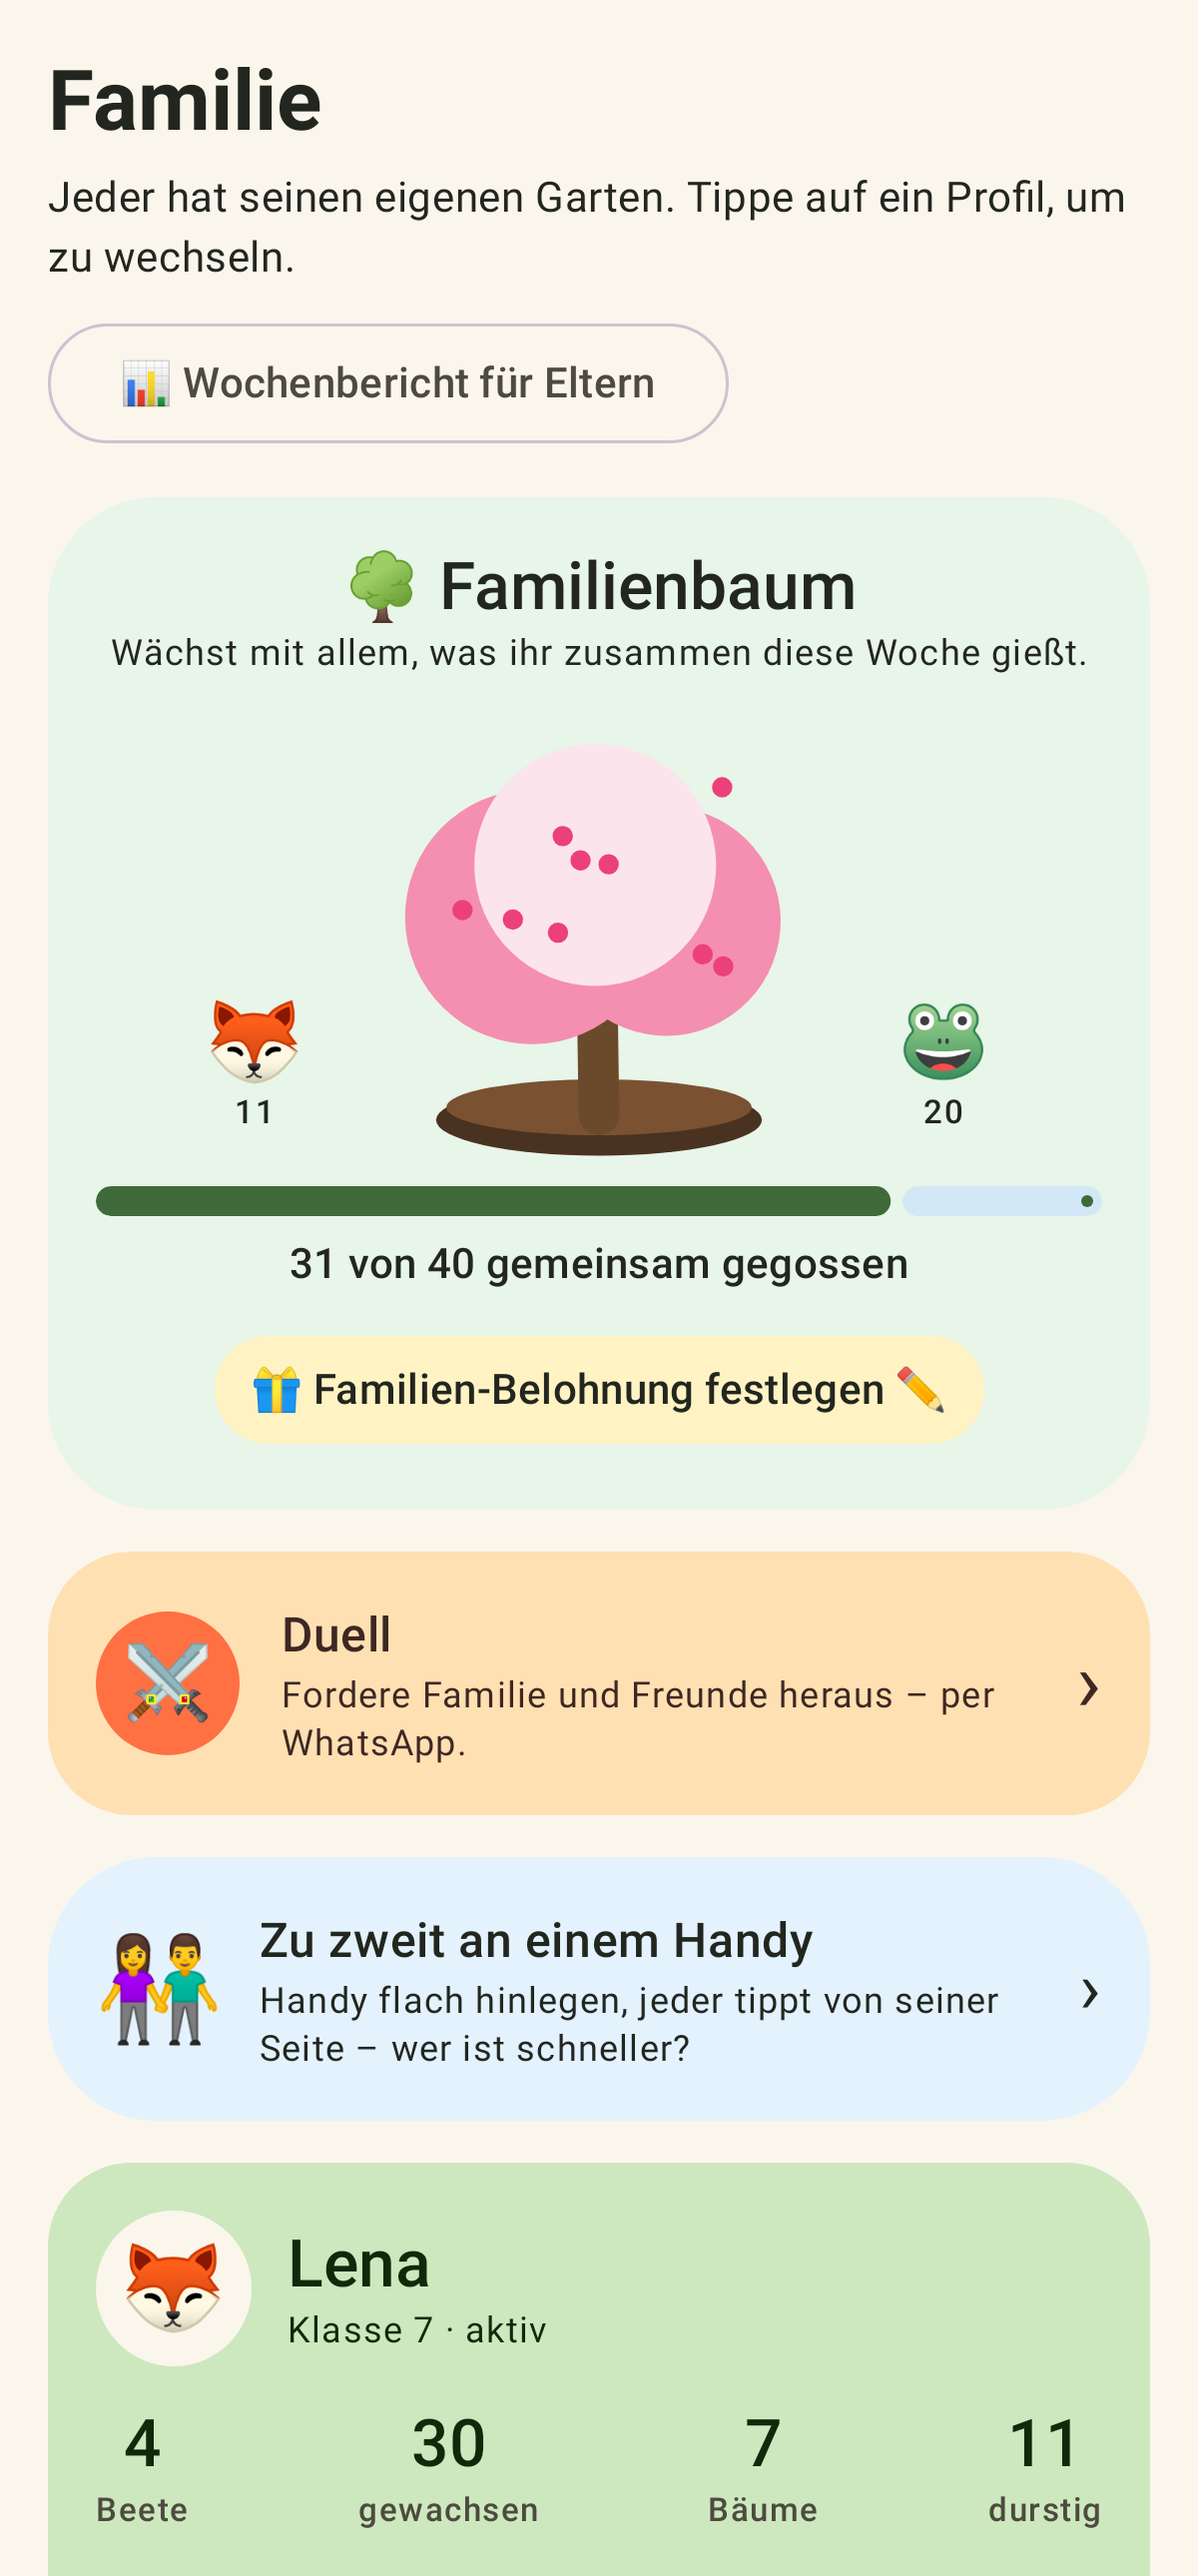 Familie
Jeder hat seinen eigenen Garten. Tippe auf ein Profil, um
zu wechseln.
Wochenbericht für Eltern
Familienbaum
Wächst mit allem, was ihr zusammen diese Woche gießt.
11
20
31 von 40 gemeinsam gegossen
Familien-Belohnung festlegen
Duell
Fordere Familie und Freunde heraus – per
WhatsApp.
Zu zweit an einem Handy
Handy flach hinlegen, jeder tippt von seiner
Seite – wer ist schneller?
Lena
Klasse 7 · aktiv
4 30 7 11
Beete gewachsen Bäume durstig